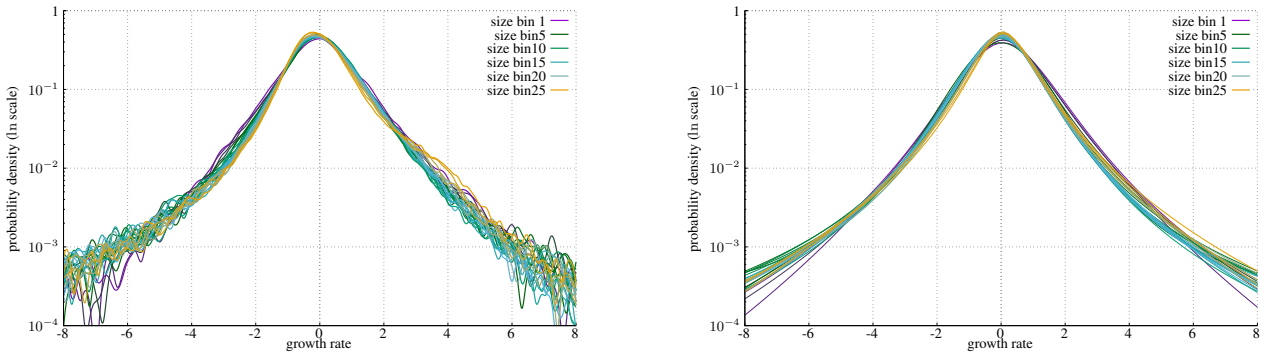 1
10⁻¹
10⁻²
10⁻³
10⁻⁴
-8
-6
-4
-2
0
2
4
6
8
growth rate
probability density (ln scale)
size bin 1
size bin5
size bin10
size bin15
size bin20
size bin25
1
10⁻¹
10⁻²
10⁻³
10⁻⁴
-8
-6
-4
-2
0
2
4
6
8
growth rate
probability density (ln scale)
size bin 1
size bin5
size bin10
size bin15
size bin20
size bin25